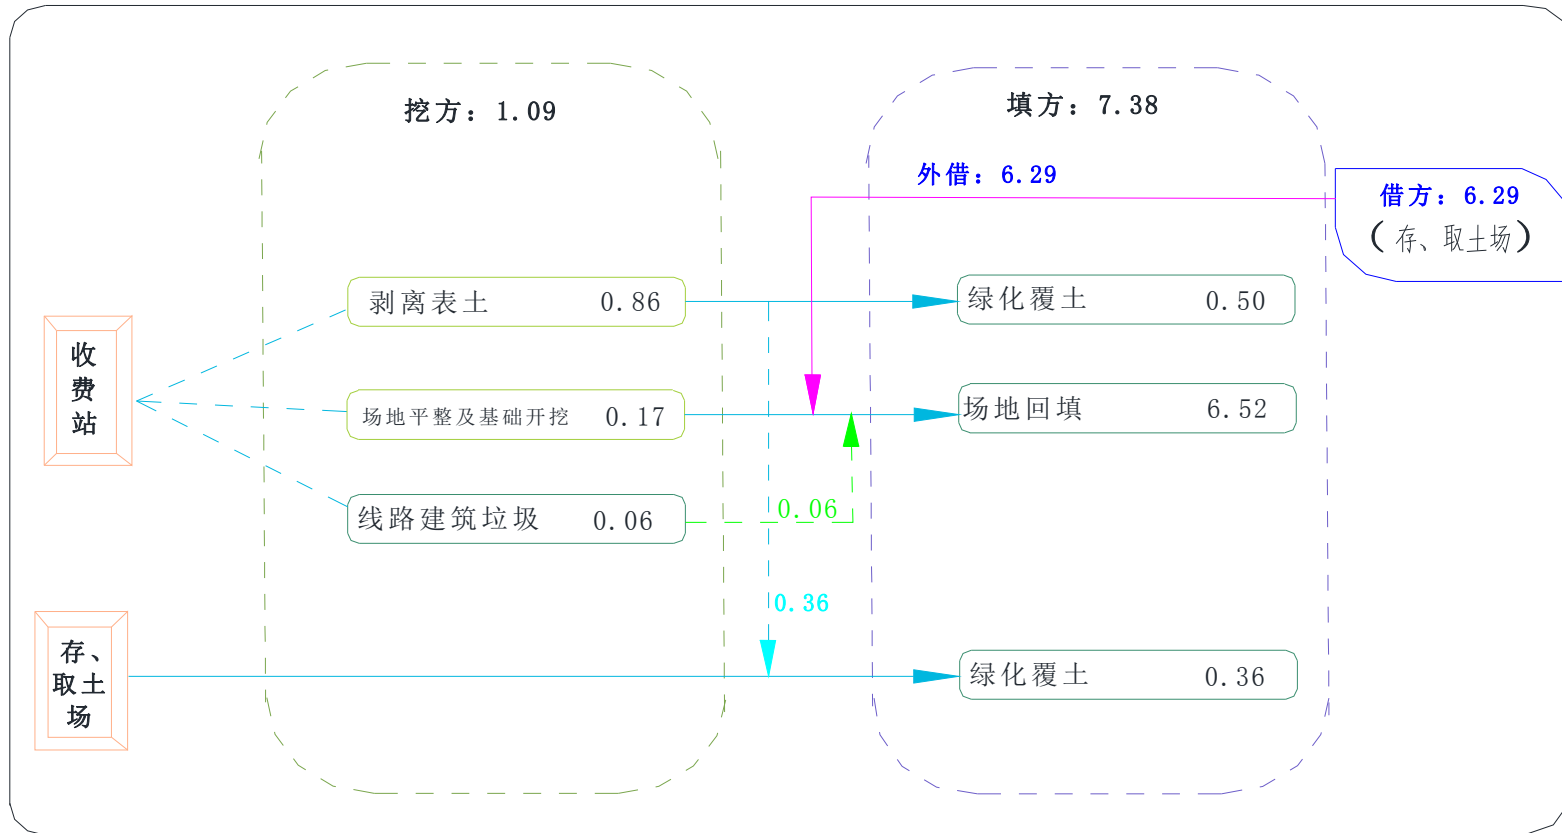 挖方：1.09
填方：7.38
外借：6.29
借方：6.29
（存、取土场）
剥离表土 0.86
绿化覆土 0.50
收
费
站
场地平整及基础开挖 0.17
场地回填 6.52
线路建筑垃圾 0.06
0.06
0.36
存、
取土
场
绿化覆土 0.36